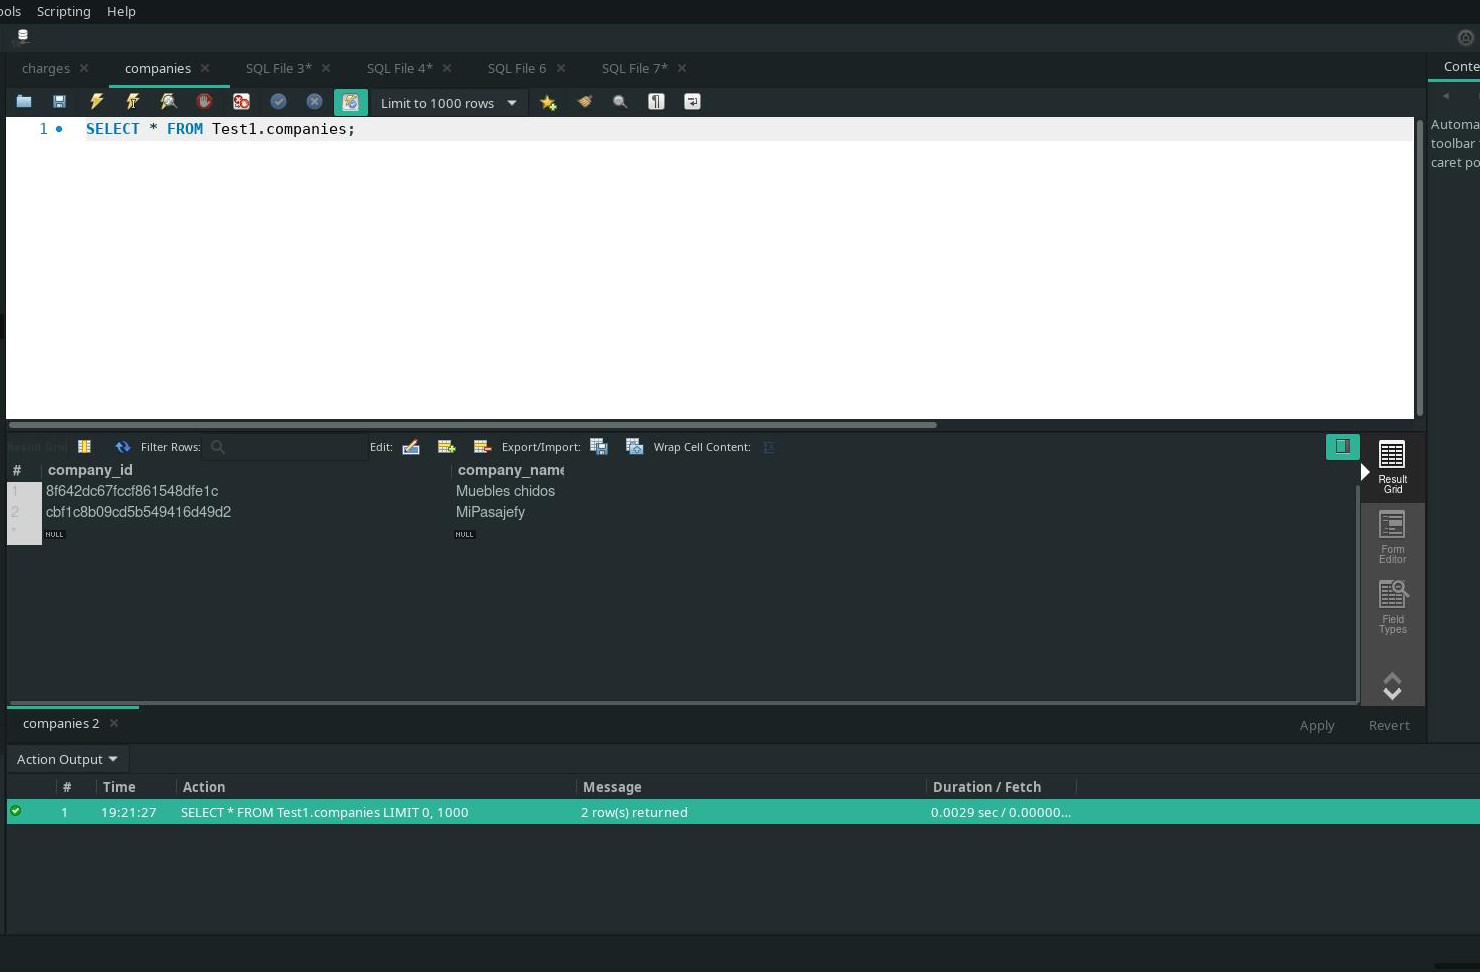 ools Scripting Help
charges companies SQL File 3* SQL File 4* SQL File 6 SQL File 7*
Conte
Limit to 1000 rows
1 SELECT * FROM Test1.companies;
Automa
toolbar
caret po
Result Grid Filter Rows: Edit: Export/Import: Wrap Cell Content:
# company_id company_name
1 8f642dc67fccf861548dfe1c Muebles chidos
2 cbf1c8b09cd5b549416d49d2 MiPasajefy
* NULL NULL
Result
Grid
Form
Editor
Field
Types
companies 2 Apply Revert
Action Output
# Time Action Message Duration / Fetch
1 19:21:27 SELECT * FROM Test1.companies LIMIT 0, 1000 2 row(s) returned 0.0029 sec / 0.00000...